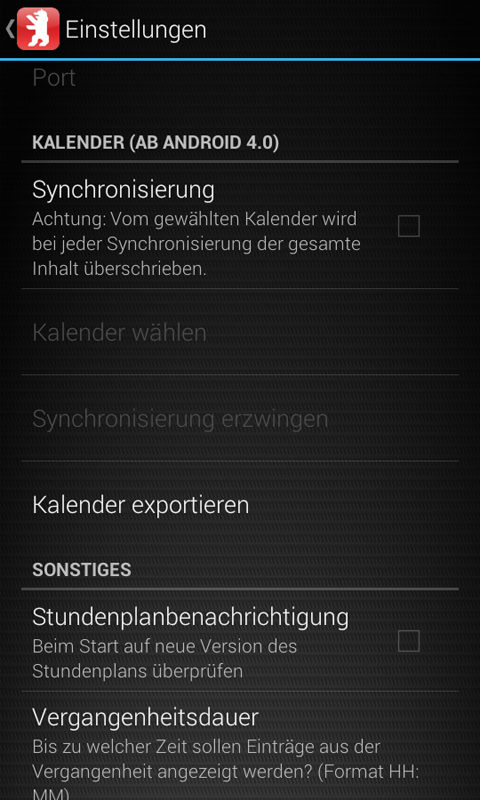 Einstellungen
Port
KALENDER (AB ANDROID 4.0)
Synchronisierung
Achtung: Vom gewählten Kalender wird
bei jeder Synchronisierung der gesamte
Inhalt überschrieben.
Kalender wählen
Synchronisierung erzwingen
Kalender exportieren
SONSTIGES
Stundenplanbenachrichtigung
Beim Start auf neue Version des
Stundenplans überprüfen
Vergangenheitsdauer
Bis zu welcher Zeit sollen Einträge aus der
Vergangenheit angezeigt werden? (Format HH:
MM)